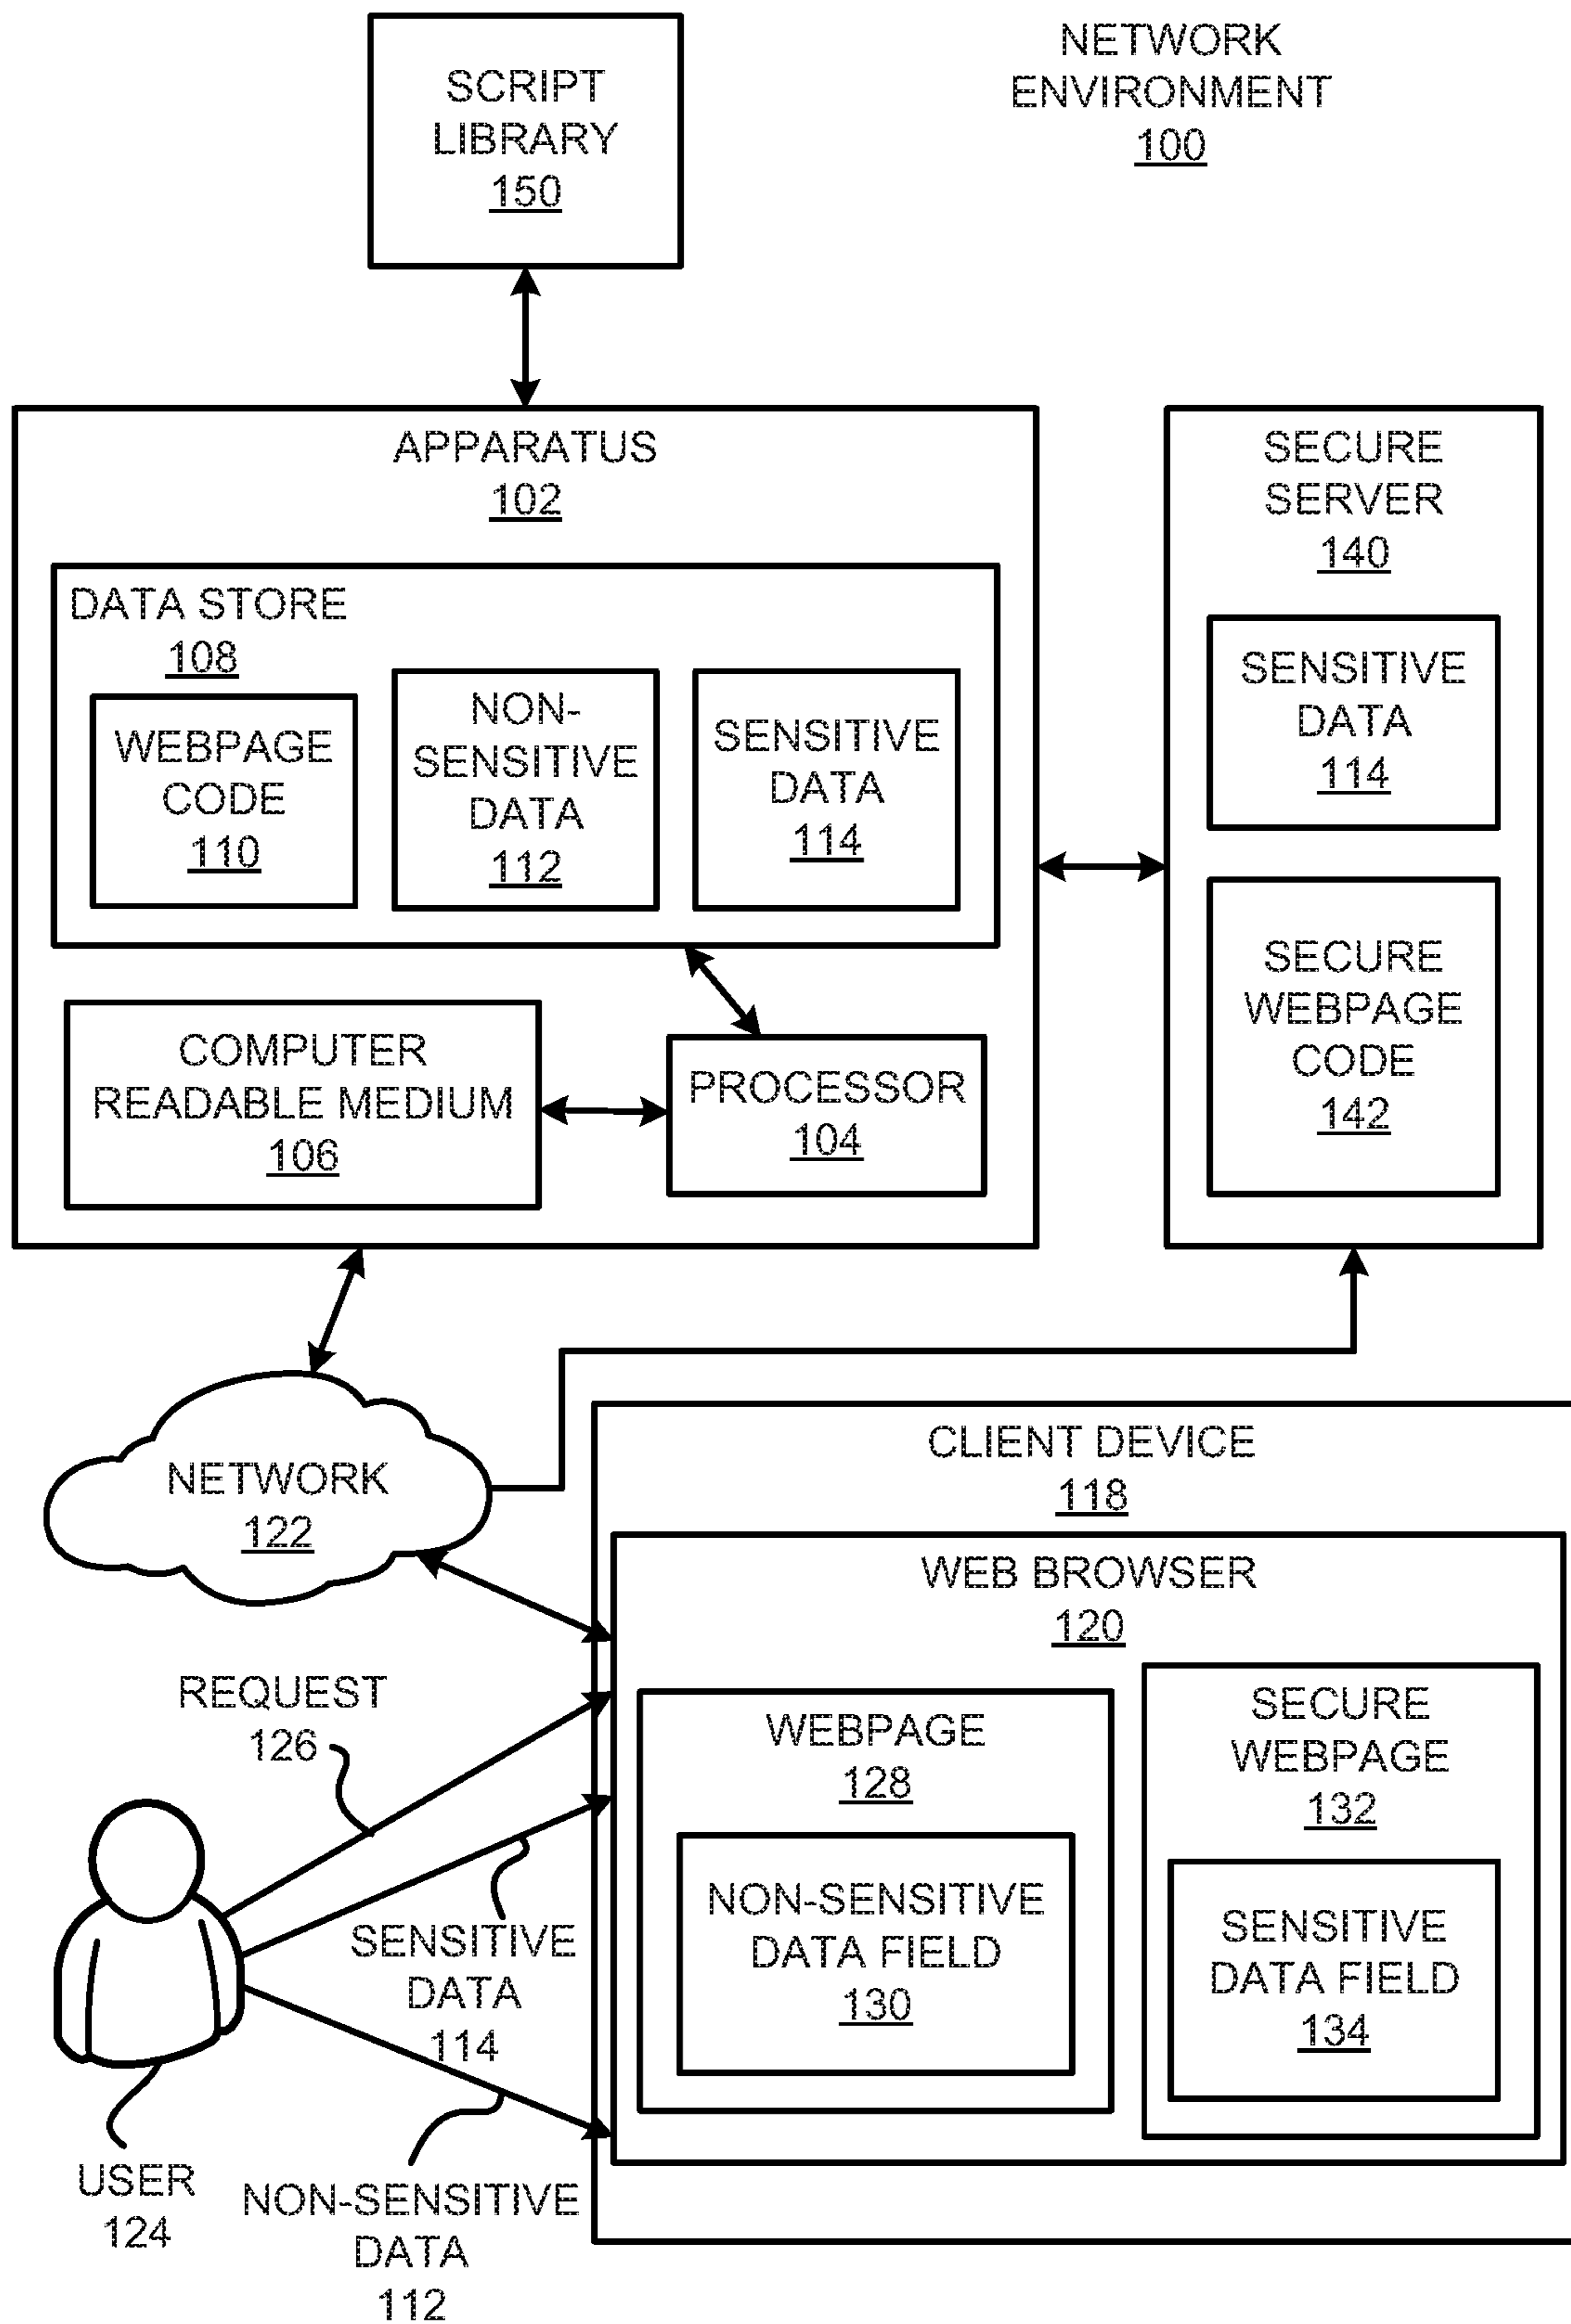 SCRIPT
LIBRARY
150
NETWORK
ENVIRONMENT
100
APPARATUS
102
DATA STORE
108
WEBPAGE
CODE
110
NON-
SENSITIVE
DATA
112
SENSITIVE
DATA
114
COMPUTER
READABLE MEDIUM
106
PROCESSOR
104
SECURE
SERVER
140
SENSITIVE
DATA
114
SECURE
WEBPAGE
CODE
142
NETWORK
122
CLIENT DEVICE
118
WEB BROWSER
120
WEBPAGE
128
NON-SENSITIVE
DATA FIELD
130
SECURE
WEBPAGE
132
SENSITIVE
DATA FIELD
134
REQUEST
126
SENSITIVE
DATA
114
USER
124
NON-SENSITIVE
DATA
112